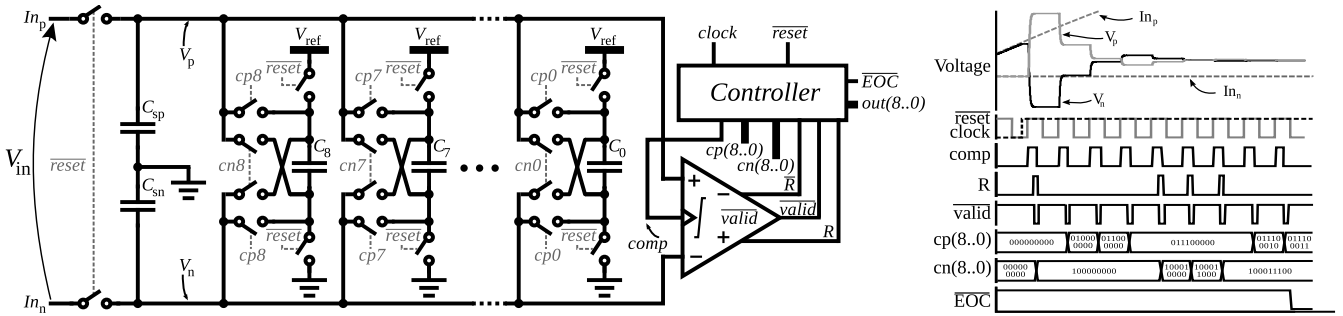 In_p
V_p
V_in
reset
C_sp
C_sn
V_n
In_n
V_ref
reset
cp8
cn8
C_8
cn8
reset
cp8
V_ref
reset
cp7
cn7
C_7
cn7
reset
cp7
V_ref
reset
cp0
cn0
C_0
cn0
reset
cp0
clock
reset
Controller
EOC
out(8..0)
cp(8..0)
cn(8..0)
R
valid
valid
R
comp
+
−
+
−
In_p
V_p
Voltage
In_n
V_n
reset
clock
comp
R
valid
cp(8..0)
000000000
01000
0000
01100
0000
011100000
01110
0010
01110
0011
cn(8..0)
00000
0000
100000000
10001
0000
10011
1000
100011100
EOC